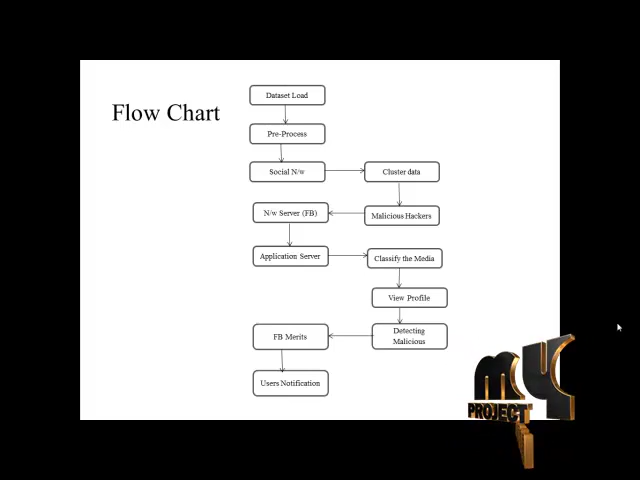 Flow Chart
Dataset Load
Pre-Process
Social N/w
Cluster data
N/w Server (FB)
Malicious Hackers
Application Server
Classify the Media
View Profile
FB Merits
Detecting
Malicious
Users Notification
my
PROJECT